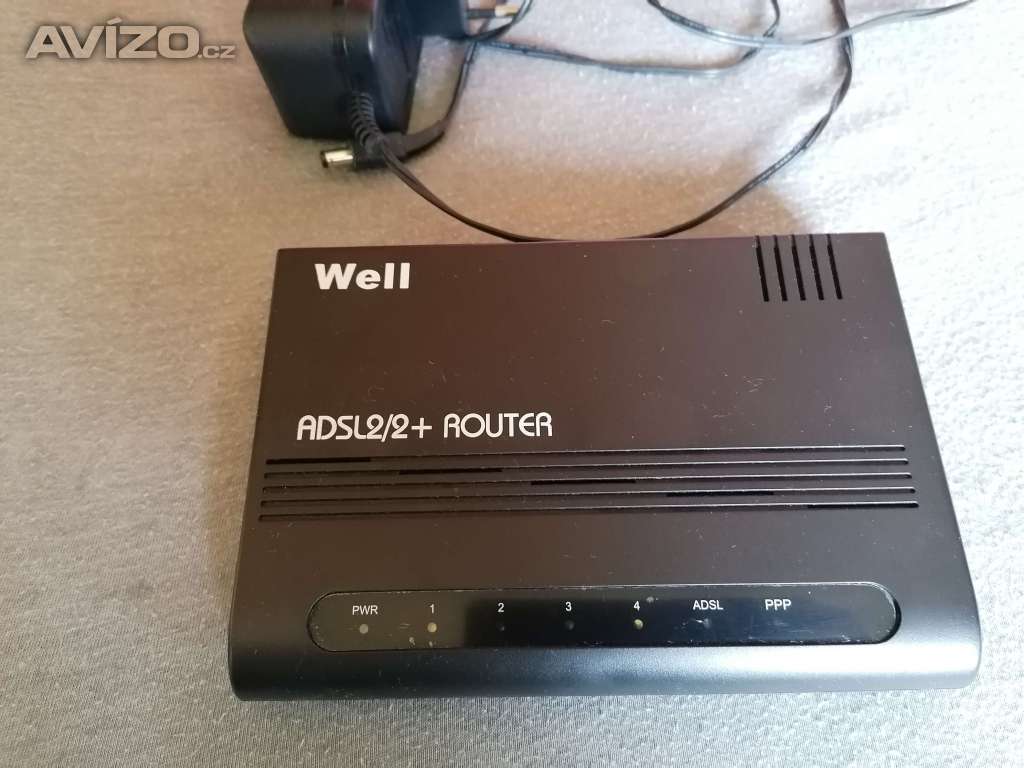 AVÍZO.cz
Well
ADSL2/2+ ROUTER
PWR 1 2 3 4 ADSL PPP